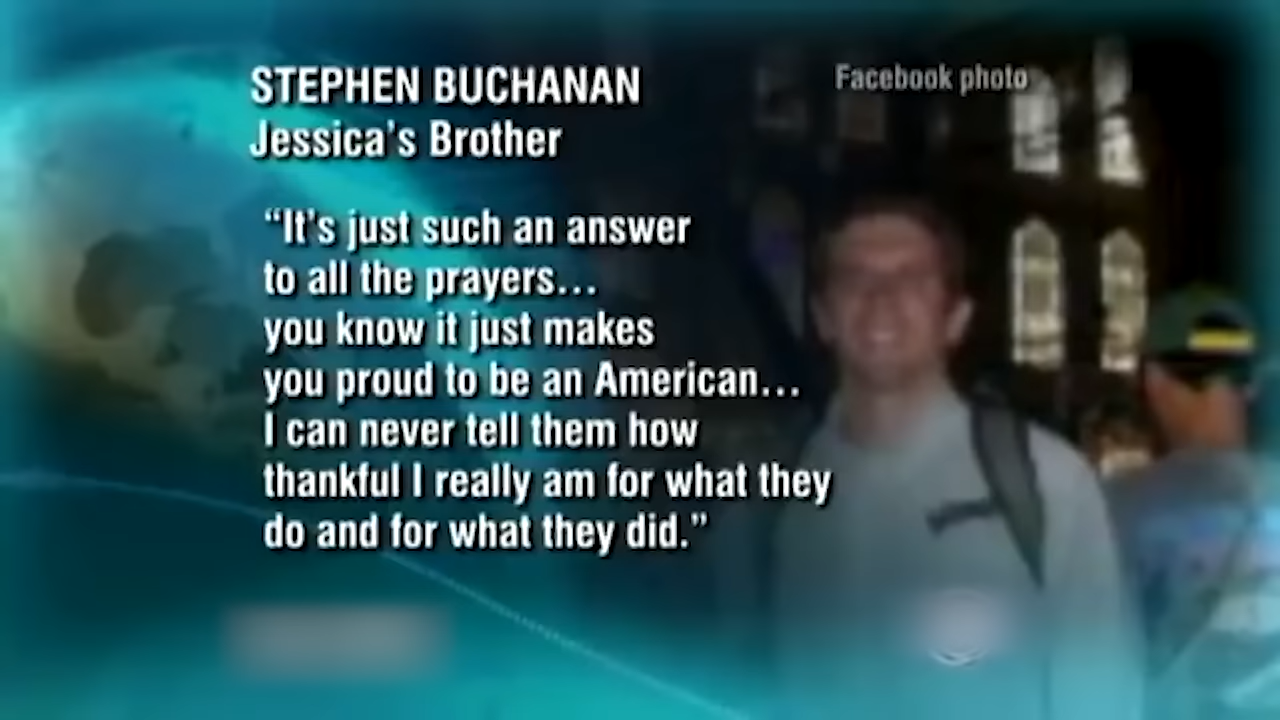 STEPHEN BUCHANAN
Facebook photo
Jessica's Brother
“It's just such an answer
to all the prayers...
you know it just makes
you proud to be an American...
I can never tell them how
thankful I really am for what they
do and for what they did.”